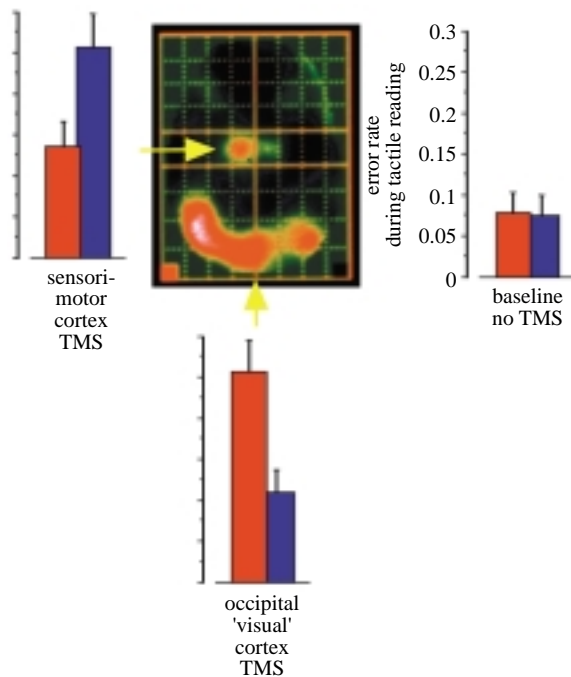 sensori-
motor
cortex
TMS
error rate
during tactile reading
0.3
0.25
0.20
0.15
0.1
0.05
0
baseline
no TMS
occipital
'visual'
cortex
TMS